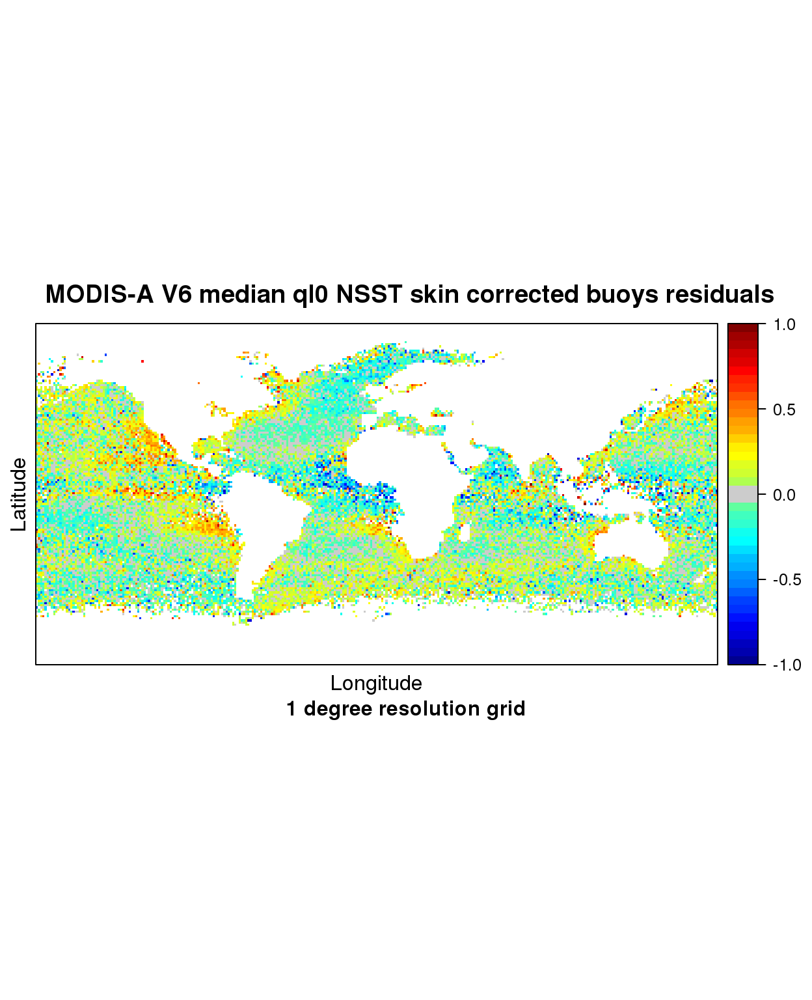 MODIS-A V6 median ql0 NSST skin corrected buoys residuals
1.0
0.5
0.0
-0.5
-1.0
Latitude
Longitude
1 degree resolution grid